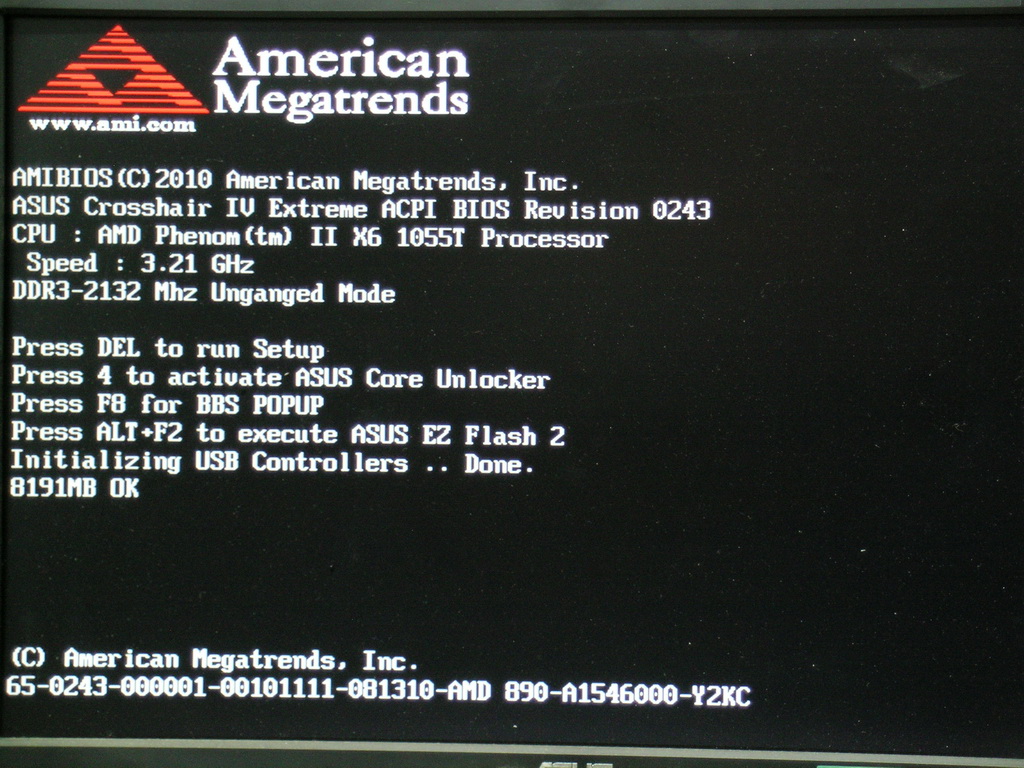 American
Megatrends
www.ami.com
AMIBIOS(C)2010 American Megatrends, Inc.
ASUS Crosshair IV Extreme ACPI BIOS Revision 0243
CPU : AMD Phenom(tm) II X6 1055T Processor
Speed : 3.21 GHz
DDR3-2132 Mhz Unganged Mode
Press DEL to run Setup
Press 4 to activate ASUS Core Unlocker
Press F8 for BBS POPUP
Press ALT+F2 to execute ASUS EZ Flash 2
Initializing USB Controllers .. Done.
8191MB OK
(C) American Megatrends, Inc.
65-0243-000001-00101111-081310-AMD 890-A1546000-Y2KC